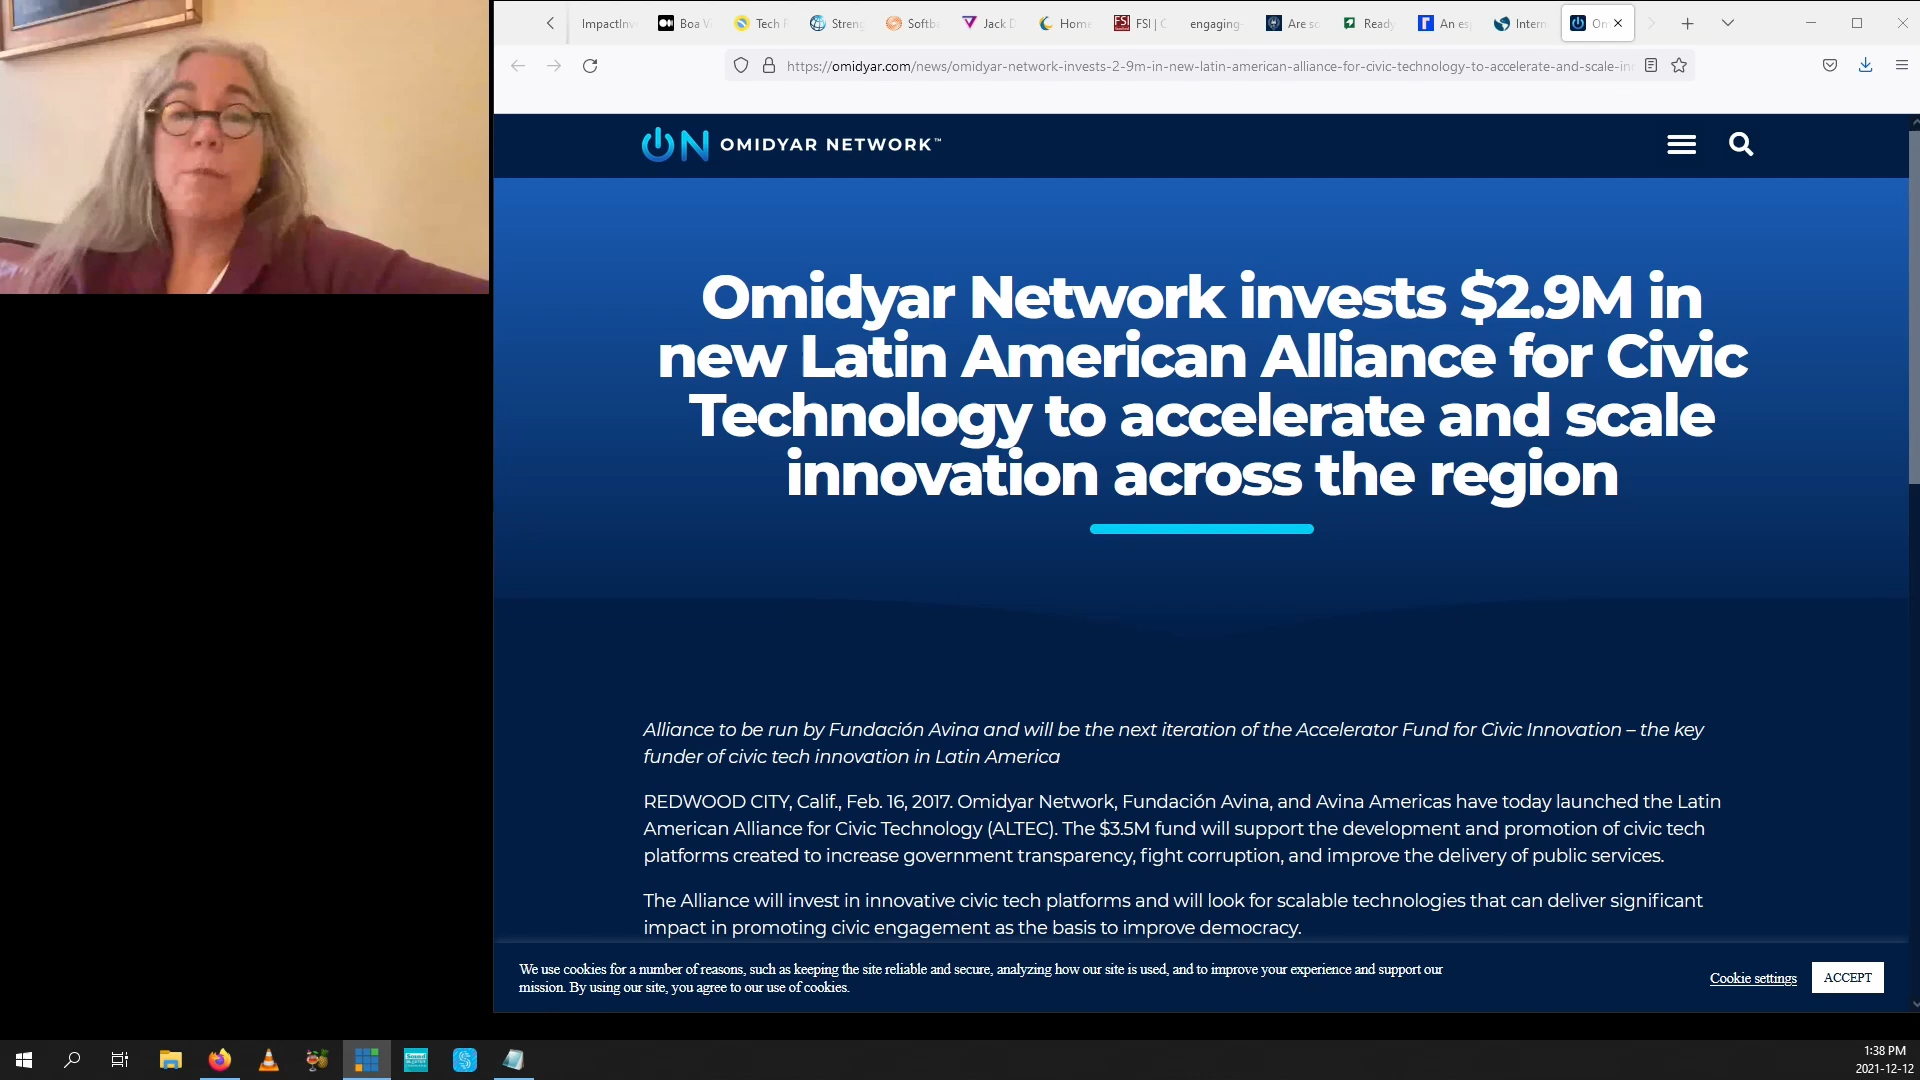 ImpactInv
Boa V
Tech F
Streng
Softba
Jack D
Home
FSI | C
engaging-
Are so
Ready
An es
Intern
Om
https://omidyar.com/news/omidyar-network-invests-2-9m-in-new-latin-american-alliance-for-civic-technology-to-accelerate-and-scale-in
ON OMIDYAR NETWORK™
Omidyar Network invests $2.9M in
new Latin American Alliance for Civic
Technology to accelerate and scale
innovation across the region
Alliance to be run by Fundación Avina and will be the next iteration of the Accelerator Fund for Civic Innovation – the key
funder of civic tech innovation in Latin America
REDWOOD CITY, Calif., Feb. 16, 2017. Omidyar Network, Fundación Avina, and Avina Americas have today launched the Latin
American Alliance for Civic Technology (ALTEC). The $3.5M fund will support the development and promotion of civic tech
platforms created to increase government transparency, fight corruption, and improve the delivery of public services.
The Alliance will invest in innovative civic tech platforms and will look for scalable technologies that can deliver significant
impact in promoting civic engagement as the basis to improve democracy.
We use cookies for a number of reasons, such as keeping the site reliable and secure, analyzing how our site is used, and to improve your experience and support our
mission. By using our site, you agree to our use of cookies.
Cookie settings
ACCEPT
1:38 PM
2021-12-12